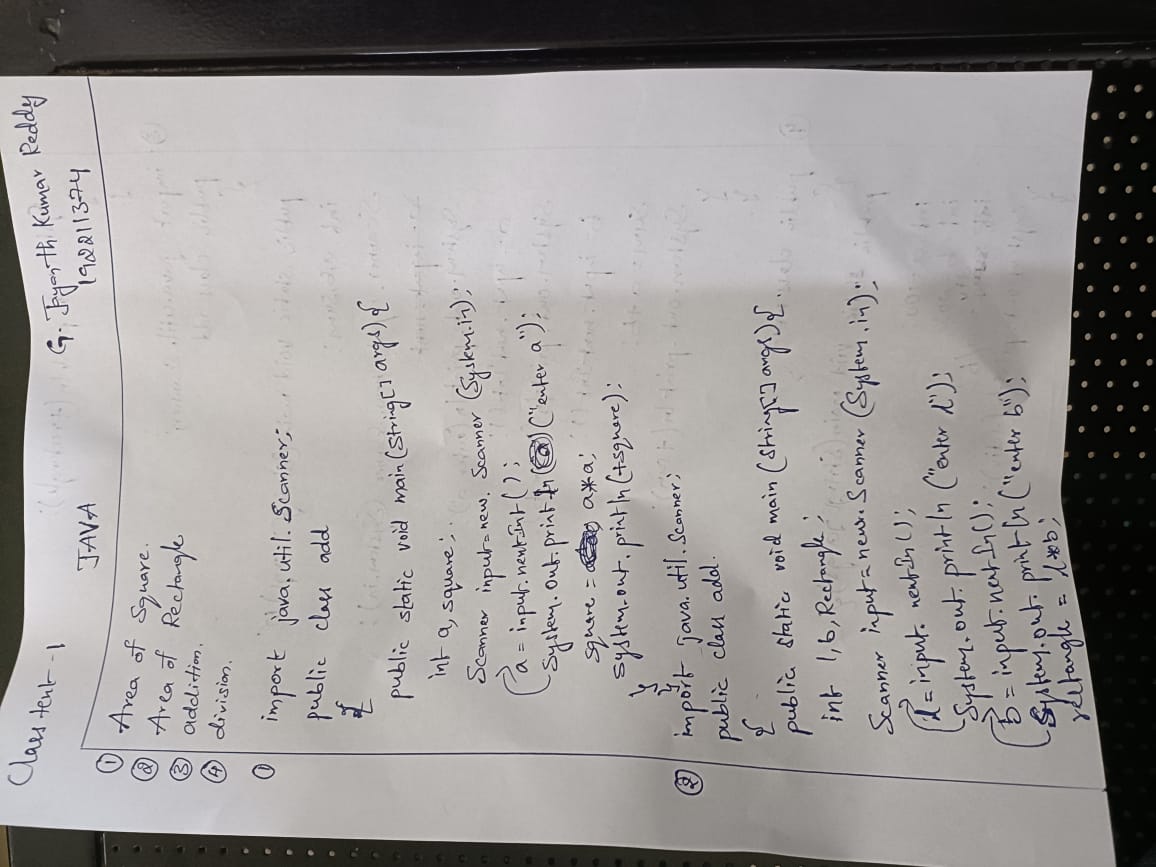 Class test-1
G. Jayanth Kumar Reddy
JAVA 192211374
① Area of Square.
② Area of Rectangle
③ addition.
④ division.
① import java.util.Scanner;
public class add
{
public static void main(String[] args) {
int a, square;
Scanner input = new. Scanner (System.in);
a = input.nextInt();
System.out.println ("enter a");
square = a*a;
System.out.println(+square);
}
}
② import java.util.Scanner;
public class add.
{
public static void main (String[] args) {
int l, b, Rectangle;
Scanner input = new. Scanner (System.in);
l = input. nextIn();
System.out.println ("enter l");
b = input.nextIn();
System.out.println ("enter b");
reltangle = l*b;